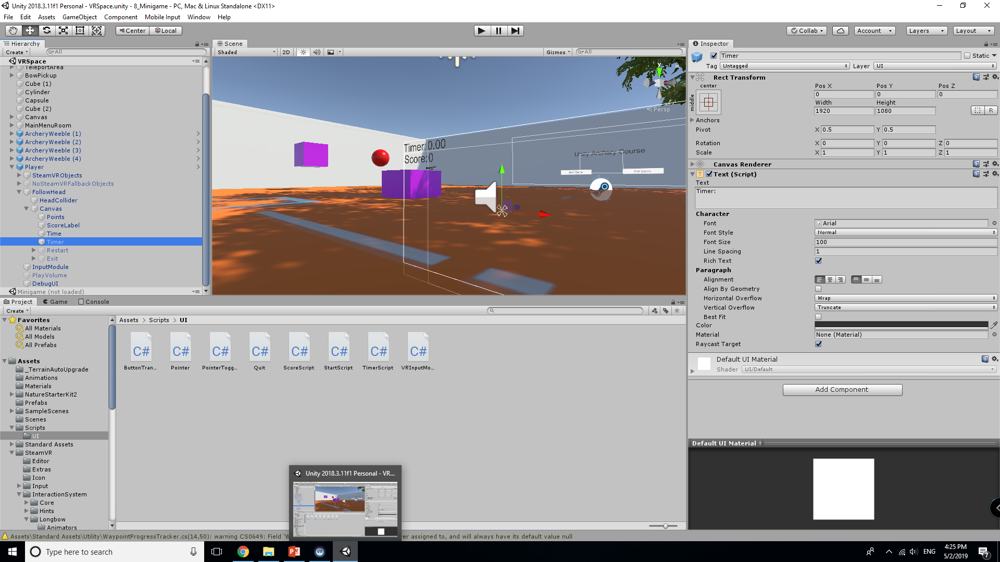 Unity 2018.3.11f1 Personal - VRSpace.unity - 8_Minigame - PC, Mac & Linux Standalone <DX11>
File Edit Assets GameObject Component Mobile Input Window Help
Center Local Collab Account Layers Layout
Hierarchy
Create All
VRSpace
TeleportArea
BowPickup
Cube (1)
Cylinder
Capsule
Cube (2)
Canvas
MainMenuRoom
ArcheryWeeble (1)
ArcheryWeeble (2)
ArcheryWeeble (3)
ArcheryWeeble (4)
Player
SteamVRObjects
NoSteamVRFallbackObjects
FollowHead
HeadCollider
Canvas
Points
ScoreLabel
Time
Timer
Restart
Exit
InputModule
PlayVolume
DebugUI
Minigame (not loaded)
Scene
Shaded 2D Gizmos All
y
Persp
Timer:0.00
Score:0
Unity Archery Course
Start Game Exit Game
Inspector
Timer Static
Tag Untagged Layer UI
Rect Transform
center
middle
Pos X Pos Y Pos Z
0 0 0
Width Height
1920 1080
R
Anchors
Pivot X 0.5 Y 0.5
Rotation X 0 Y 0 Z 0
Scale X 1 Y 1 Z 1
Canvas Renderer
Text (Script)
Text
Timer:
Character
Font Arial
Font Style Normal
Font Size 100
Line Spacing 1
Rich Text
Paragraph
Alignment
Align By Geometry
Horizontal Overflow Wrap
Vertical Overflow Truncate
Best Fit
Color
Material None (Material)
Raycast Target
Default UI Material
Shader UI/Default
Add Component
Default UI Material
Project Game Console
Create
Favorites
All Materials
All Models
All Prefabs
Assets
_TerrainAutoUpgrade
Animations
Materials
NatureStarterKit2
Prefabs
SampleScenes
Scenes
Scripts
UI
Standard Assets
SteamVR
Editor
Extras
Icon
Input
InteractionSystem
Core
Hints
Longbow
Animators
Assets > Scripts > UI
C# C# C# C# C# C# C# C#
ButtonTran... Pointer PointerTogg... Quit ScoreScript StartScript TimerScript VRInputMo...
Unity 2018.3.11f1 Personal - VR...
Assets\Standard Assets\Utility\WaypointProgressTracker.cs(14,50): warning CS0649: Field 'W
er assigned to, and will always have its default value null
Type here to search
VR
ENG
4:25 PM
5/2/2019
7